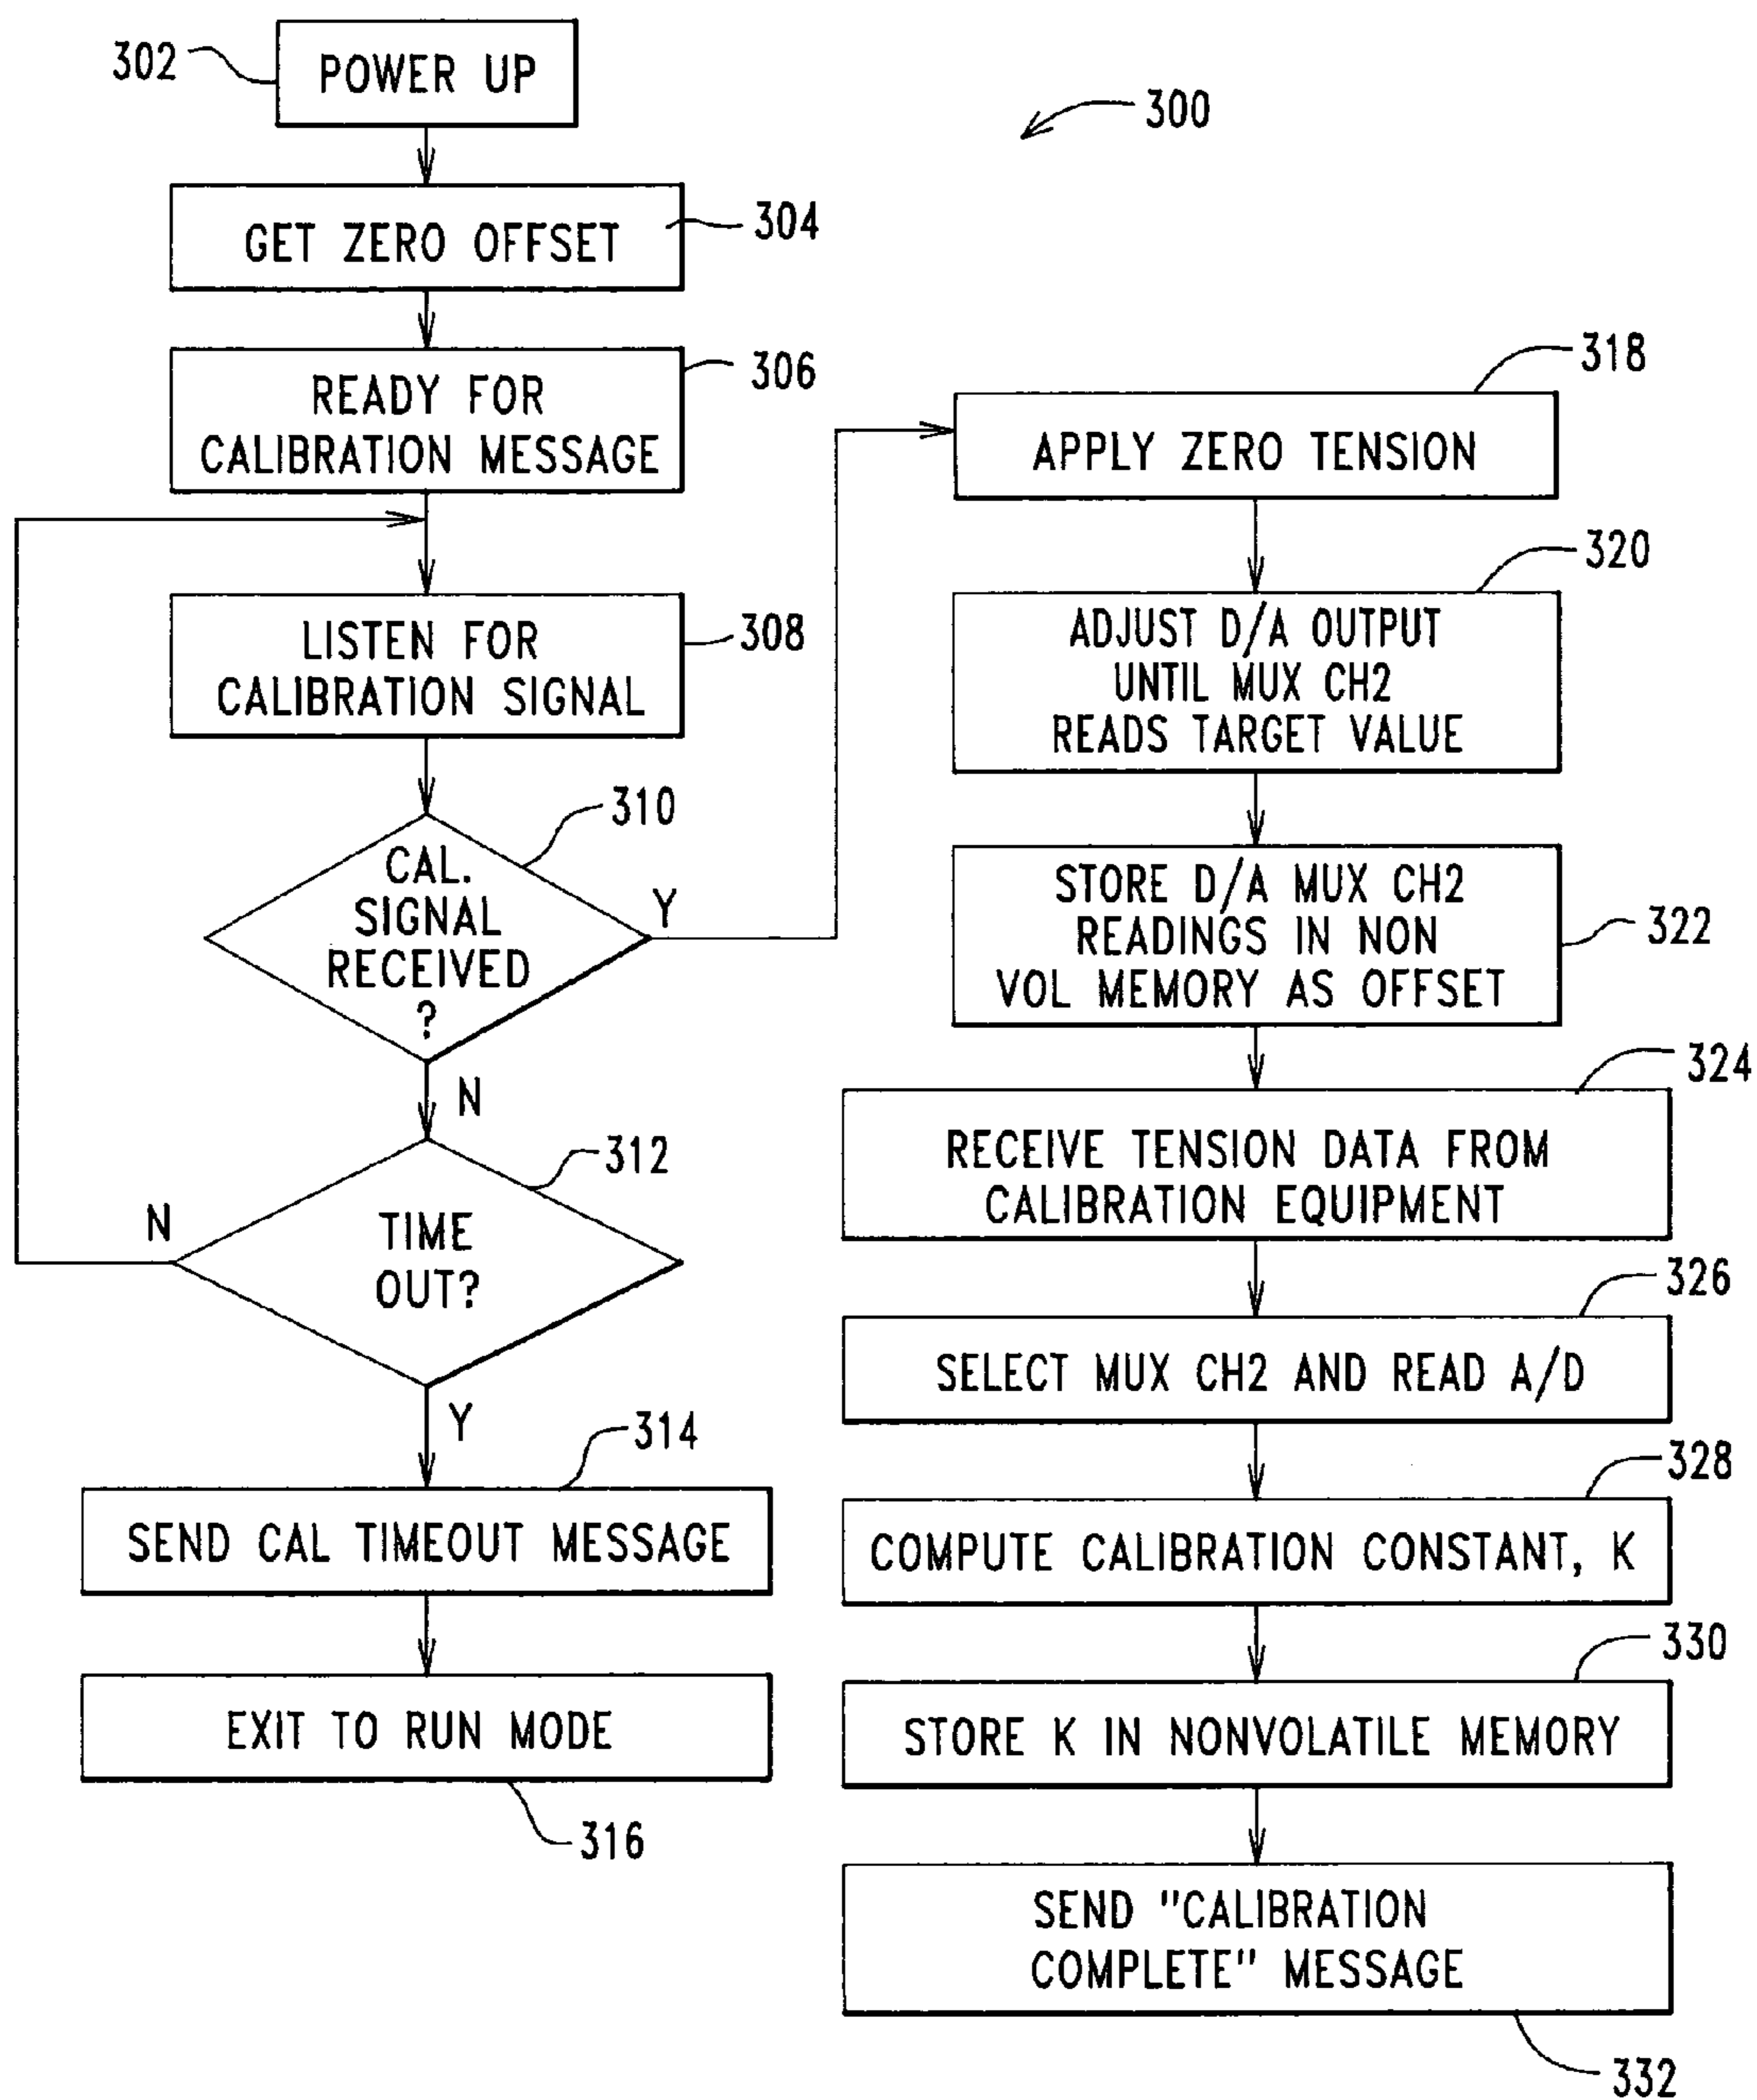 302
POWER UP
300
GET ZERO OFFSET
304
READY FOR
CALIBRATION MESSAGE
306
LISTEN FOR
CALIBRATION SIGNAL
308
CAL.
SIGNAL
RECEIVED
?
310
Y
N
TIME
OUT?
312
N
Y
SEND CAL TIMEOUT MESSAGE
314
EXIT TO RUN MODE
316
APPLY ZERO TENSION
318
ADJUST D/A OUTPUT
UNTIL MUX CH2
READS TARGET VALUE
320
STORE D/A MUX CH2
READINGS IN NON
VOL MEMORY AS OFFSET
322
RECEIVE TENSION DATA FROM
CALIBRATION EQUIPMENT
324
SELECT MUX CH2 AND READ A/D
326
COMPUTE CALIBRATION CONSTANT, K
328
STORE K IN NONVOLATILE MEMORY
330
SEND "CALIBRATION
COMPLETE" MESSAGE
332